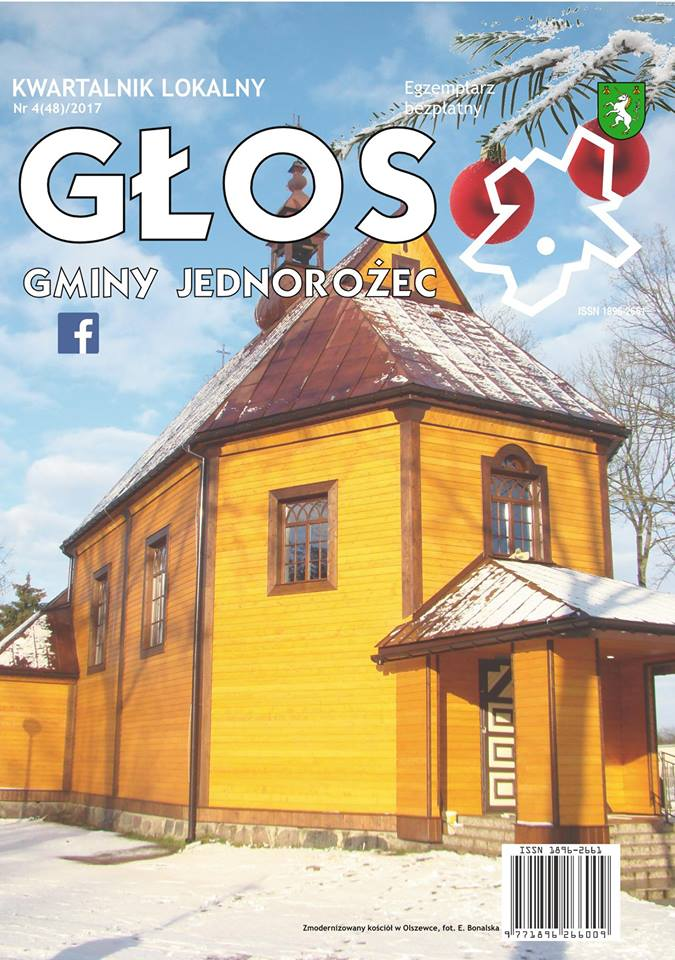 KWARTALNIK LOKALNY
Nr 4(48)/2017
Egzemplarz
bezpłatny
GŁOS
GMINY JEDNOROŻEC
f
ISSN 1896-2661
ISSN 1896-2661
9 771896 266009
Zmodernizowany kościół w Olszewce, fot. E. Bonalska